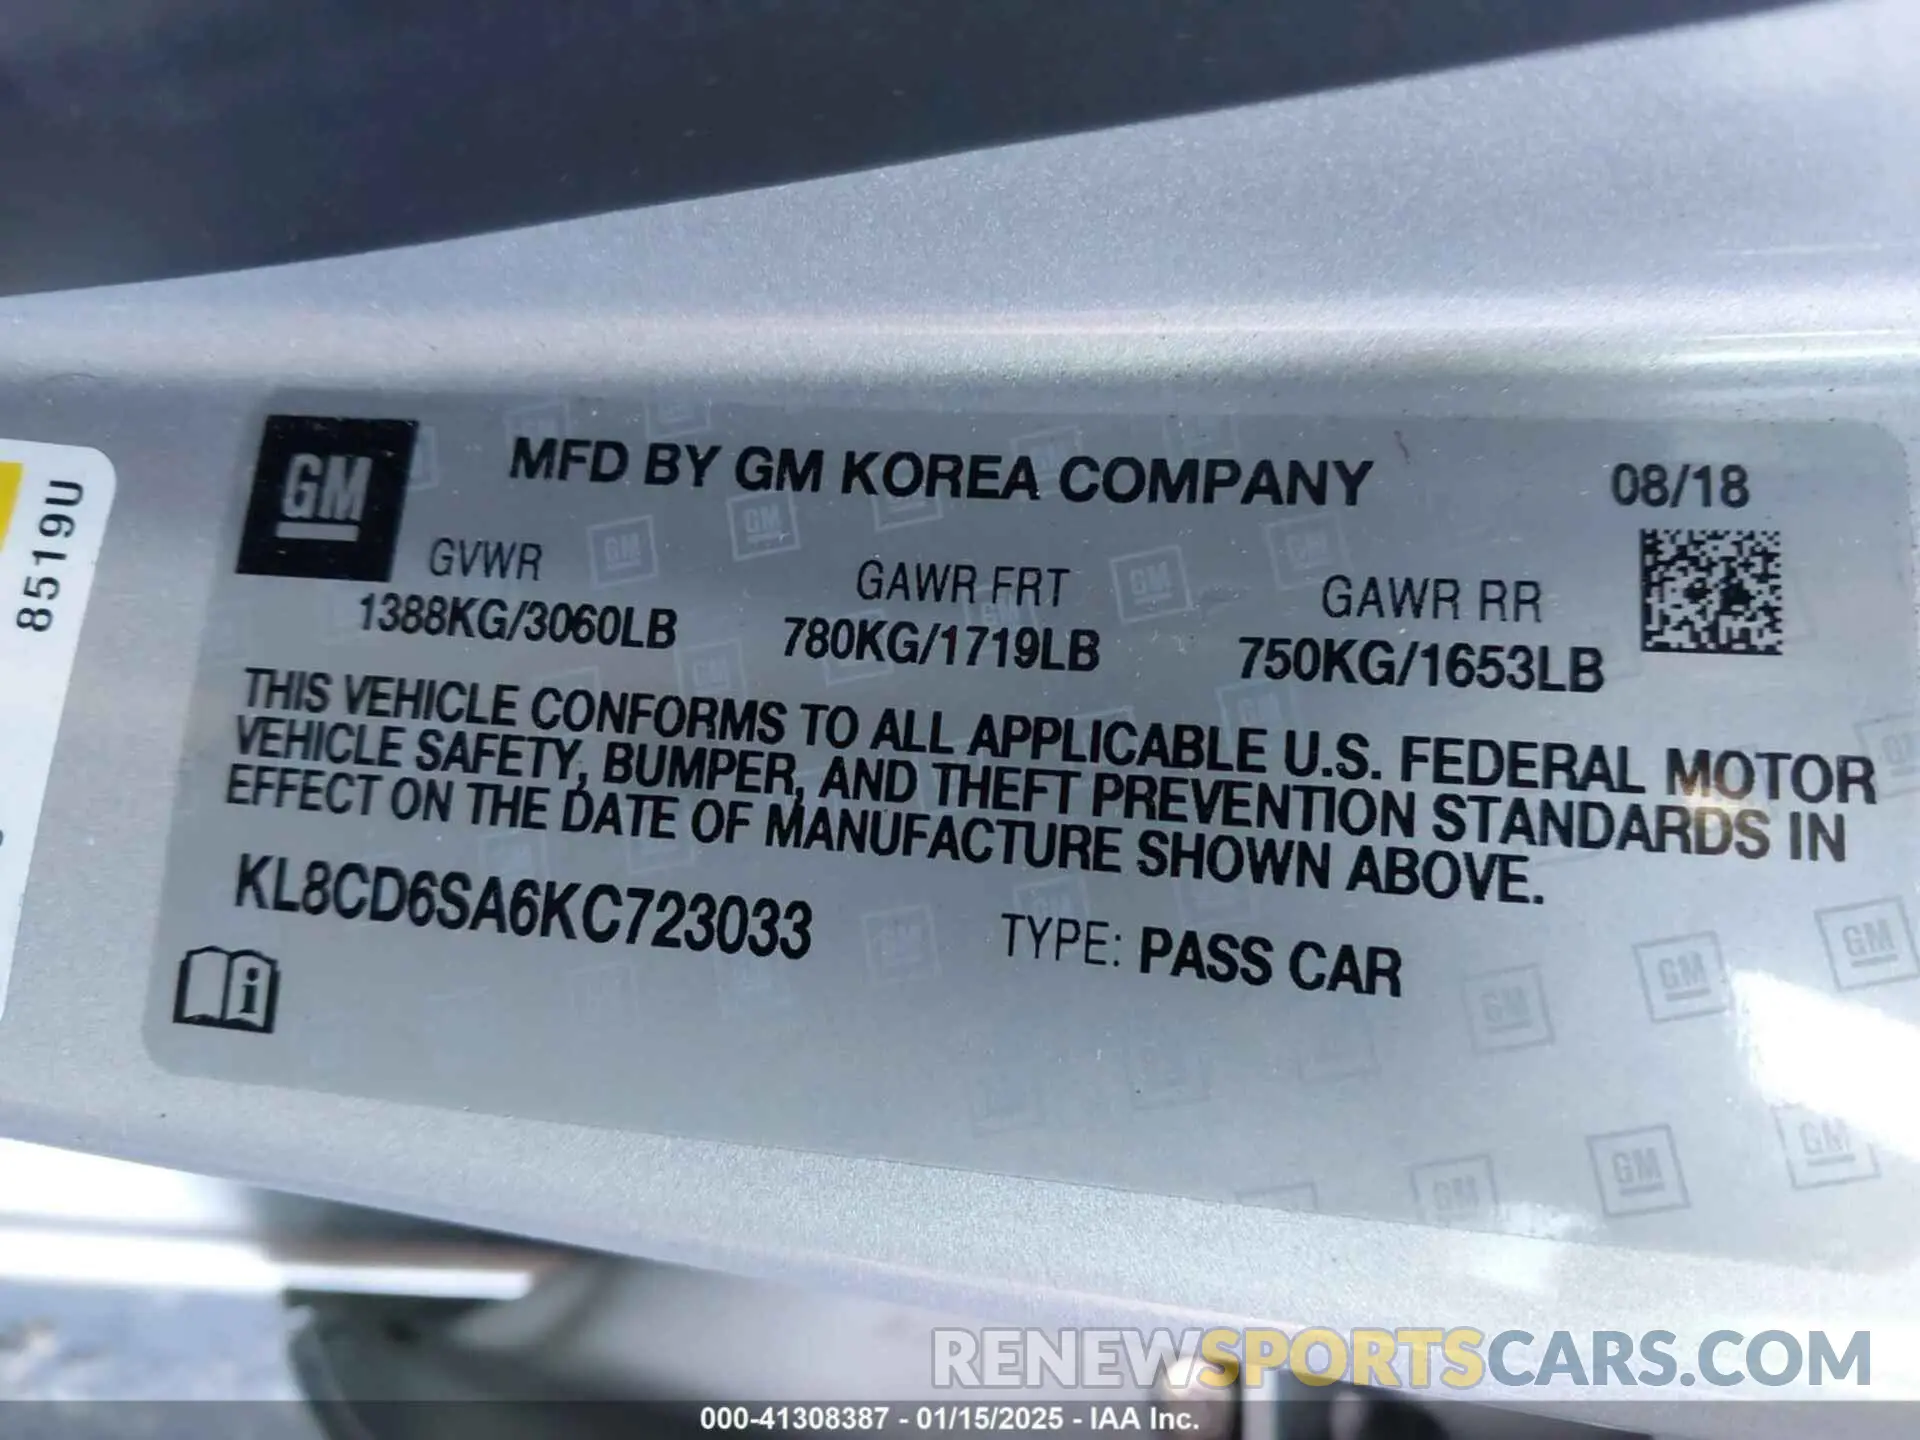 GM
MFD BY GM KOREA COMPANY
08/18
GVWR
GAWR FRT
GAWR RR
1388KG/3060LB
780KG/1719LB
750KG/1653LB
THIS VEHICLE CONFORMS TO ALL APPLICABLE U.S. FEDERAL MOTOR
VEHICLE SAFETY, BUMPER, AND THEFT PREVENTION STANDARDS IN
EFFECT ON THE DATE OF MANUFACTURE SHOWN ABOVE.
KL8CD6SA6KC723033
TYPE: PASS CAR
8519U
RENEWSPORTSCARS.COM
000-41308387 - 01/15/2025 - IAA Inc.